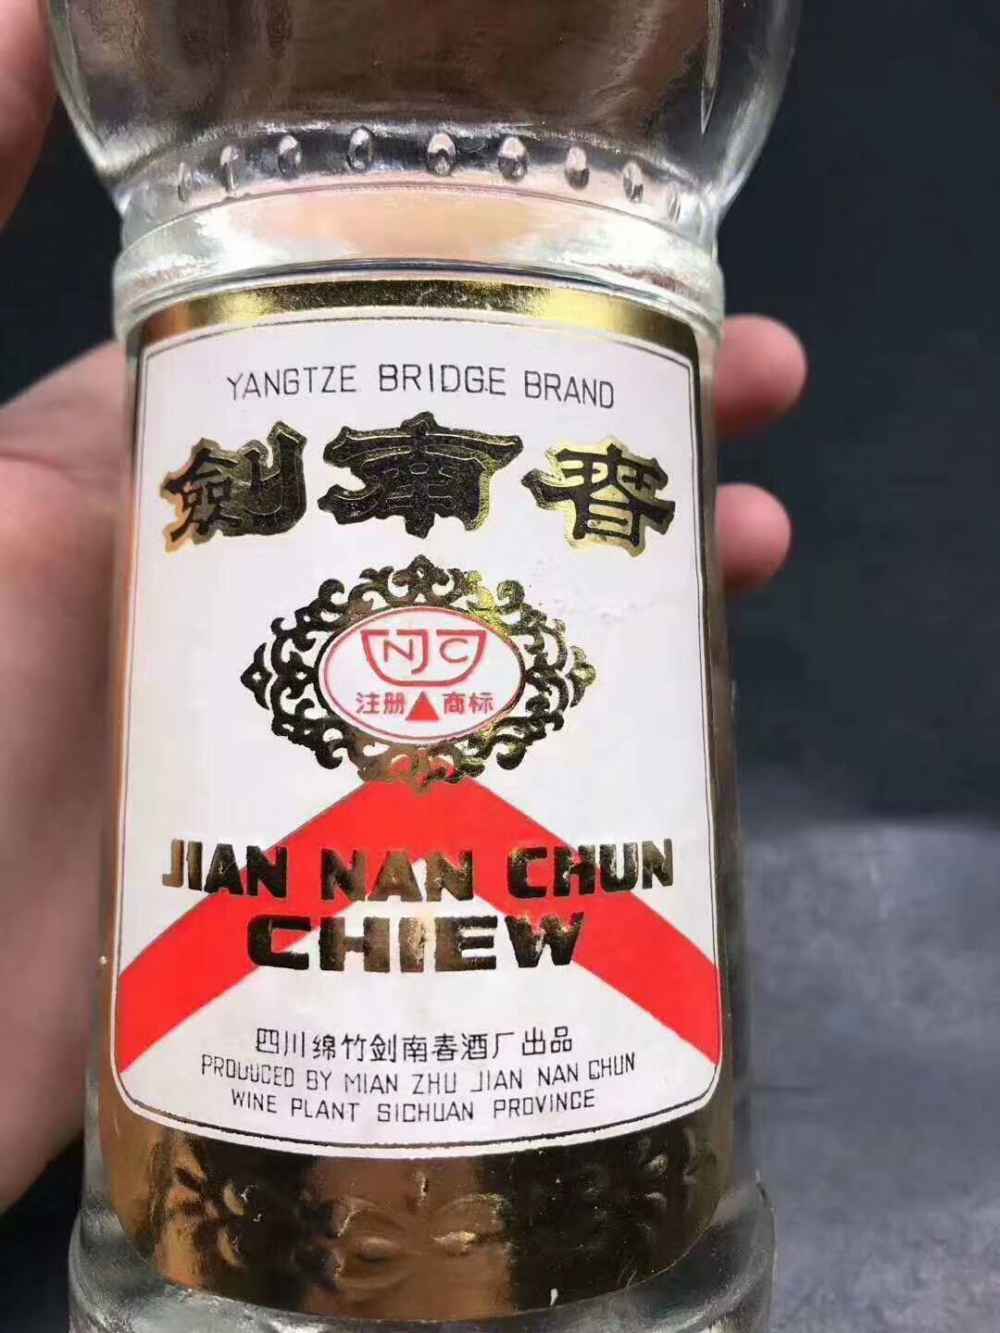 YANGTZE BRIDGE BRAND
劍南春
NJC
注册 商标
JIAN NAN CHUN
CHIEW
四川绵竹剑南春酒厂出品
PRODUCED BY MIAN ZHU JIAN NAN CHUN
WINE PLANT SICHUAN PROVINCE